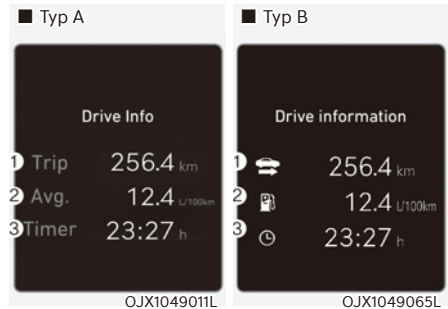 ■ Typ A
Drive Info
1 Trip 256.4 km
2 Avg. 12.4 L/100km
3 Timer 23:27 h
OJX1049011L
■ Typ B
Drive information
1 256.4 km
2 12.4 L/100km
3 23:27 h
OJX1049065L